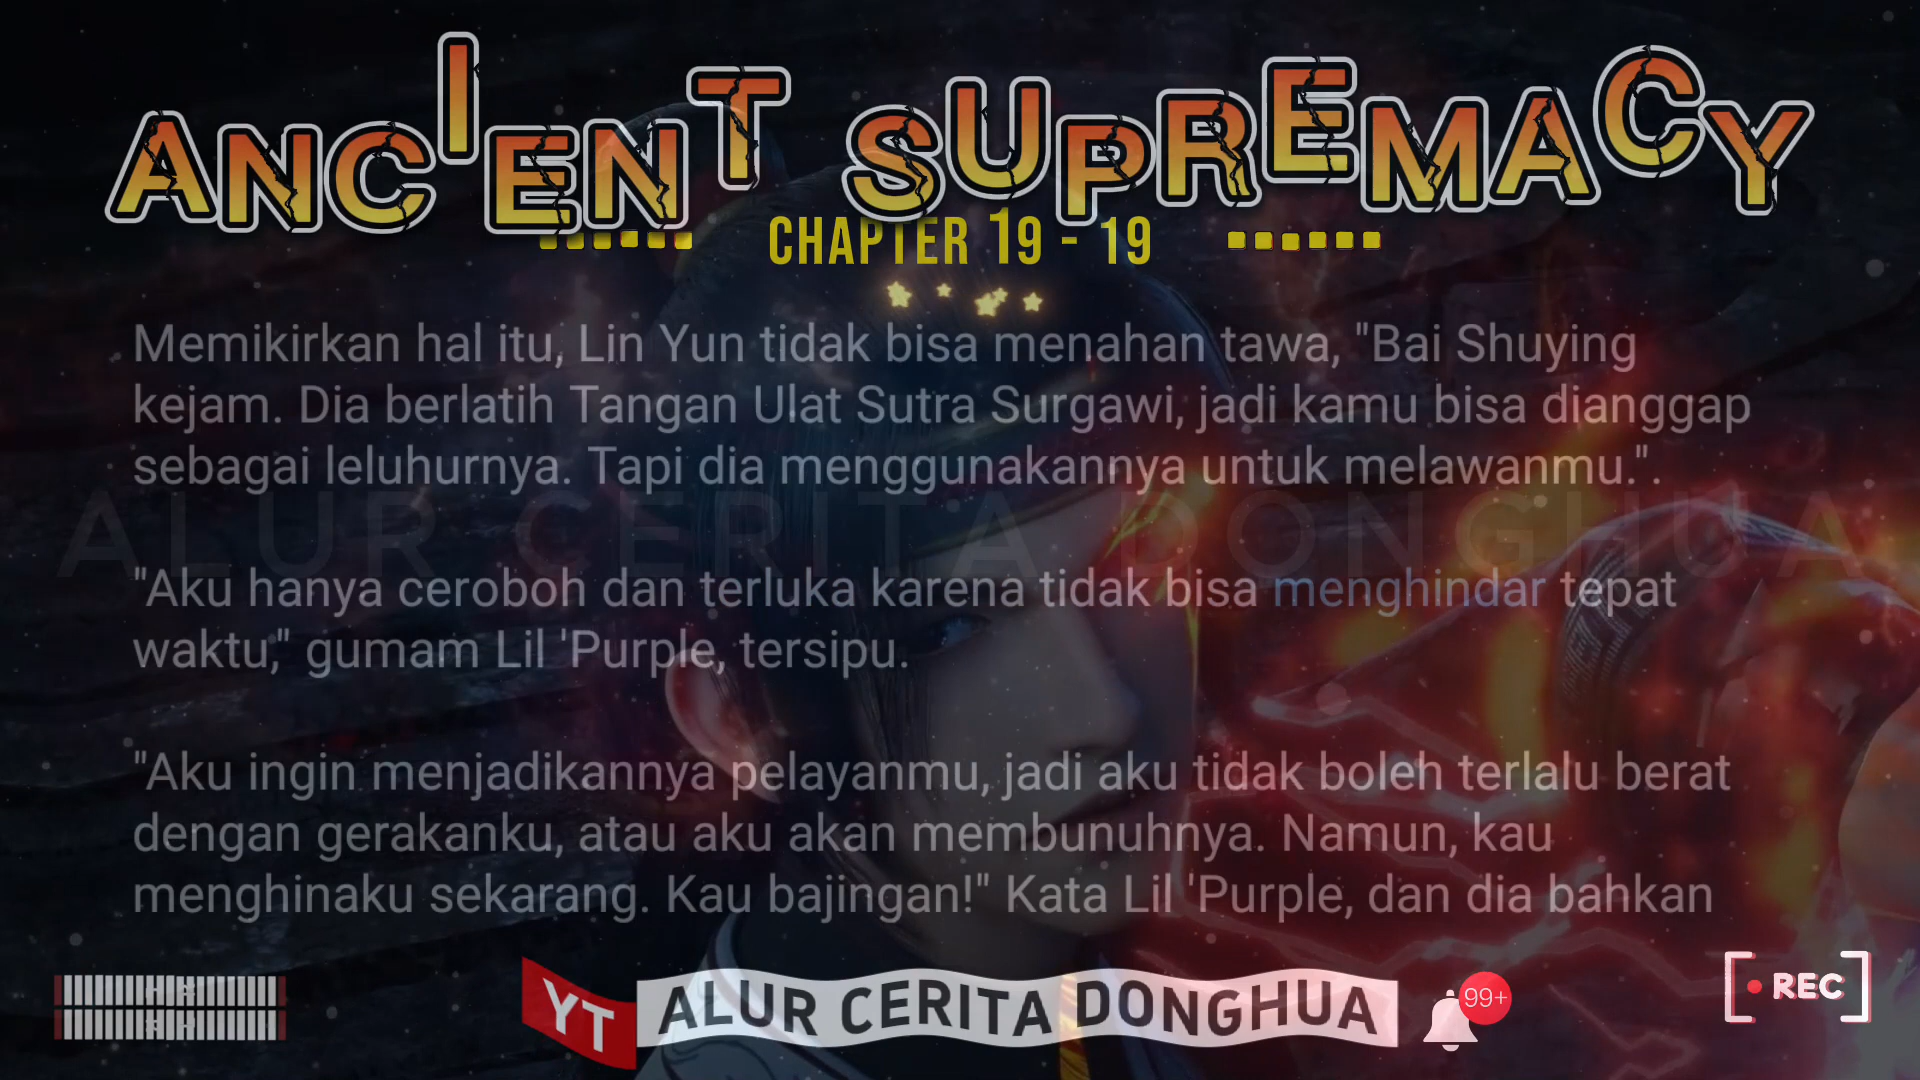 ANCIENT SUPREMACY
CHAPTER 19 - 19
Memikirkan hal itu, Lin Yun tidak bisa menahan tawa, "Bai Shuying
kejam. Dia berlatih Tangan Ulat Sutra Surgawi, jadi kamu bisa dianggap
sebagai leluhurnya. Tapi dia menggunakannya untuk melawanmu.".
ALUR CERITA DONGHUA
"Aku hanya ceroboh dan terluka karena tidak bisa menghindar tepat
waktu," gumam Lil 'Purple, tersipu.
"Aku ingin menjadikannya pelayanmu, jadi aku tidak boleh terlalu berat
dengan gerakanku, atau aku akan membunuhnya. Namun, kau
menghinaku sekarang. Kau bajingan!" Kata Lil 'Purple, dan dia bahkan
YT ALUR CERITA DONGHUA 99+
REC